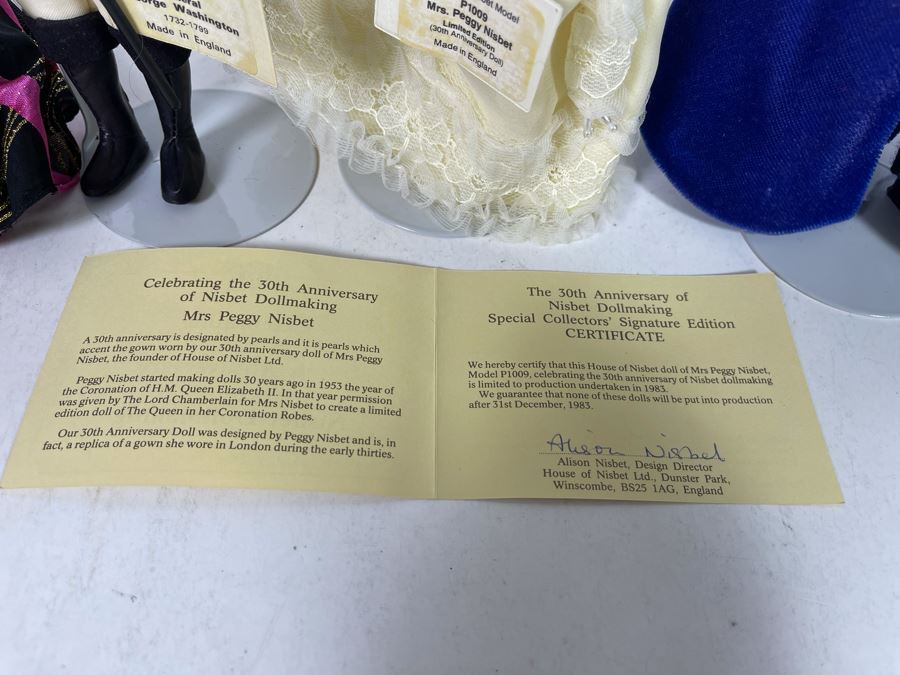 George Washington
1732-1799
Made in England
Model
P1009
Mrs. Peggy Nisbet
Limited Edition
(30th Anniversary Doll)
Made in England
Celebrating the 30th Anniversary
of Nisbet Dollmaking
Mrs Peggy Nisbet
A 30th anniversary is designated by pearls and it is pearls which
accent the gown worn by our 30th anniversary doll of Mrs Peggy
Nisbet, the founder of House of Nisbet Ltd.
Peggy Nisbet started making dolls 30 years ago in 1953 the year of
the Coronation of H.M. Queen Elizabeth II. In that year permission
was given by The Lord Chamberlain for Mrs Nisbet to create a limited
edition doll of The Queen in her Coronation Robes.
Our 30th Anniversary Doll was designed by Peggy Nisbet and is, in
fact, a replica of a gown she wore in London during the early thirties.
The 30th Anniversary of
Nisbet Dollmaking
Special Collectors' Signature Edition
CERTIFICATE
We hereby certify that this House of Nisbet doll of Mrs Peggy Nisbet,
Model P1009, celebrating the 30th anniversary of Nisbet dollmaking
is limited to production undertaken in 1983.
We guarantee that none of these dolls will be put into production
after 31st December, 1983.
Alison Nisbet
Alison Nisbet, Design Director
House of Nisbet Ltd., Dunster Park,
Winscombe, BS25 1AG, England